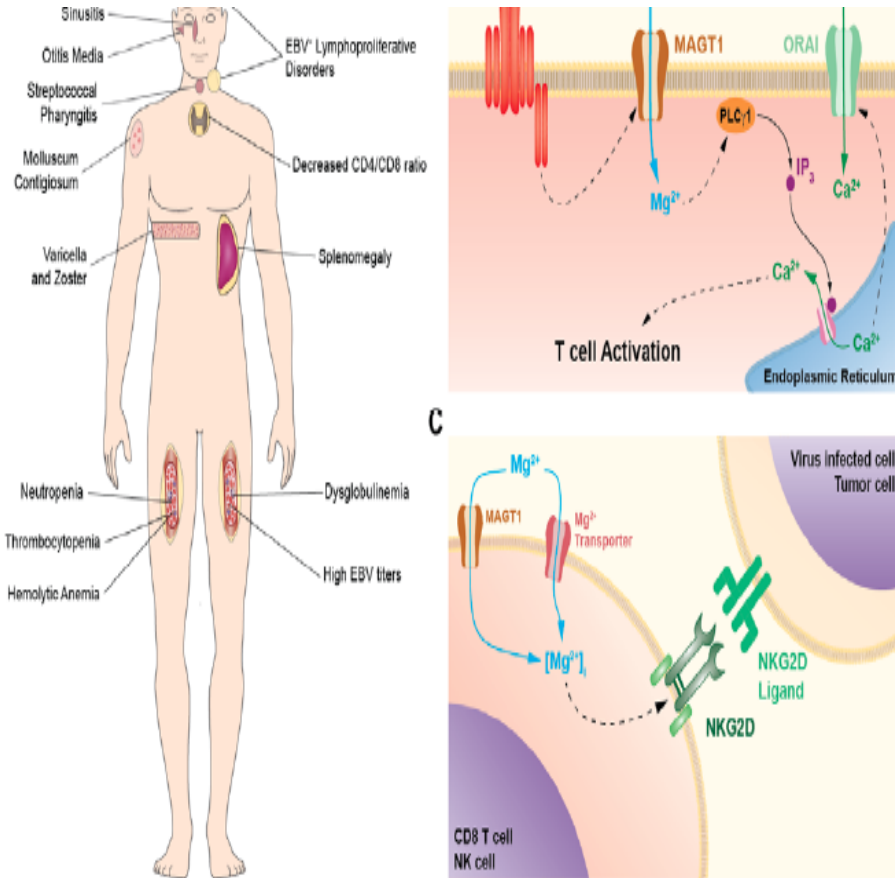 Sinusitis
Otitis Media
Streptococcal
Pharyngitis
Molluscum
Contigiosum
Varicella
and Zoster
Neutropenia
Thrombocytopenia
Hemolytic Anemia
EBV⁺ Lymphoproliferative
Disorders
Decreased CD4/CD8 ratio
Splenomegaly
Dysglobulinemia
High EBV titers
MAGT1
ORAI
PLCγ1
IP₃
Mg²⁺
Ca²⁺
Ca²⁺
Ca²⁺
T cell Activation
Endoplasmic Reticulum
C
Mg²⁺
MAGT1
Mg²⁺
Transporter
[Mg²⁺]ᵢ
Virus infected cell
Tumor cell
NKG2D
Ligand
NKG2D
CD8 T cell
NK cell